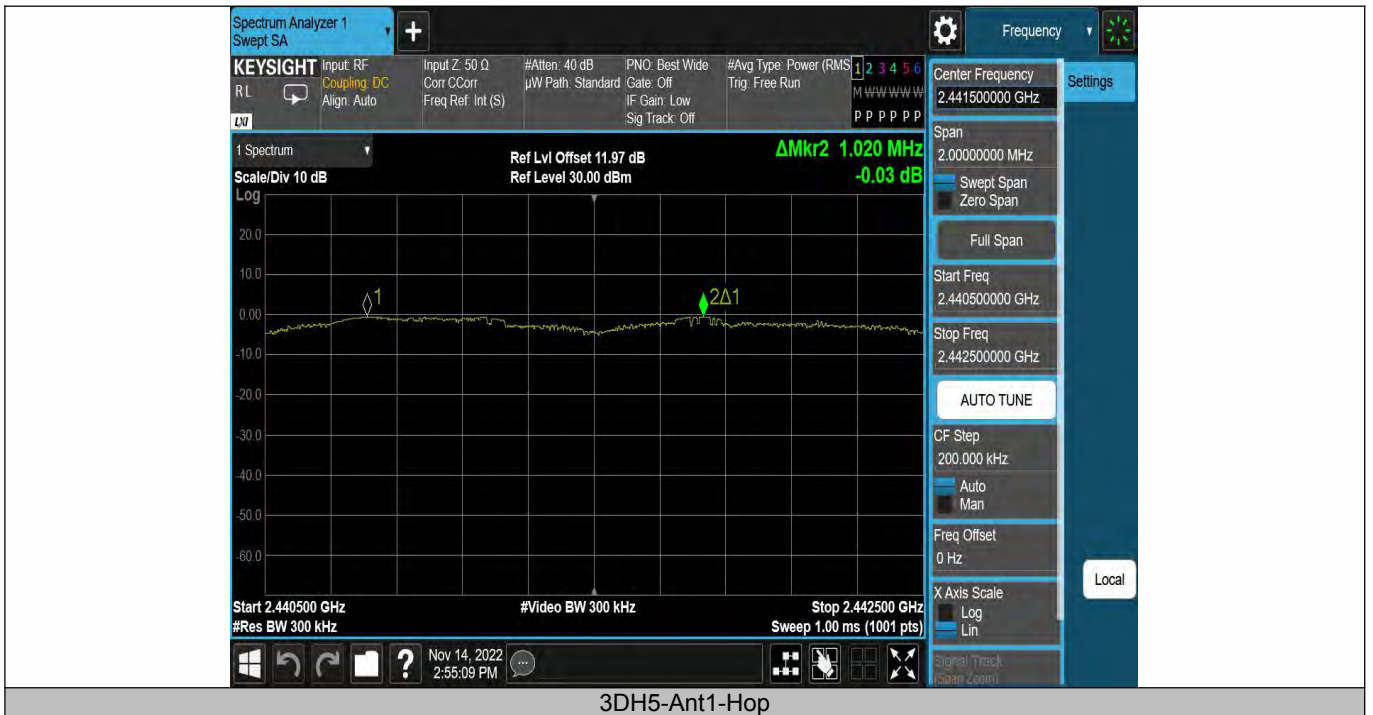 Spectrum Analyzer 1
Swept SA
+
Frequency
KEYSIGHT
RL
LXI
Input: RF
Coupling: DC
Align: Auto
Input Z: 50 Ω
Corr CCorr
Freq Ref: Int (S)
#Atten: 40 dB
µW Path: Standard
PNO: Best Wide
Gate: Off
IF Gain: Low
Sig Track: Off
#Avg Type: Power (RMS
Trig: Free Run
1 2 3 4 5 6
M W W W W W
P P P P P P
Center Frequency
2.441500000 GHz
Settings
Span
2.00000000 MHz
Swept Span
Zero Span
Full Span
Start Freq
2.440500000 GHz
Stop Freq
2.442500000 GHz
AUTO TUNE
CF Step
200.000 kHz
Auto
Man
Freq Offset
0 Hz
X Axis Scale
Log
Lin
Signal Track
(Span Zoom)
Local
1 Spectrum
Scale/Div 10 dB
Log
Ref Lvl Offset 11.97 dB
Ref Level 30.00 dBm
ΔMkr2 1.020 MHz
-0.03 dB
20.0
10.0
0.00
-10.0
-20.0
-30.0
-40.0
-50.0
-60.0
1
2Δ1
Start 2.440500 GHz
#Res BW 300 kHz
#Video BW 300 kHz
Stop 2.442500 GHz
Sweep 1.00 ms (1001 pts)
?
Nov 14, 2022
2:55:09 PM
3DH5-Ant1-Hop